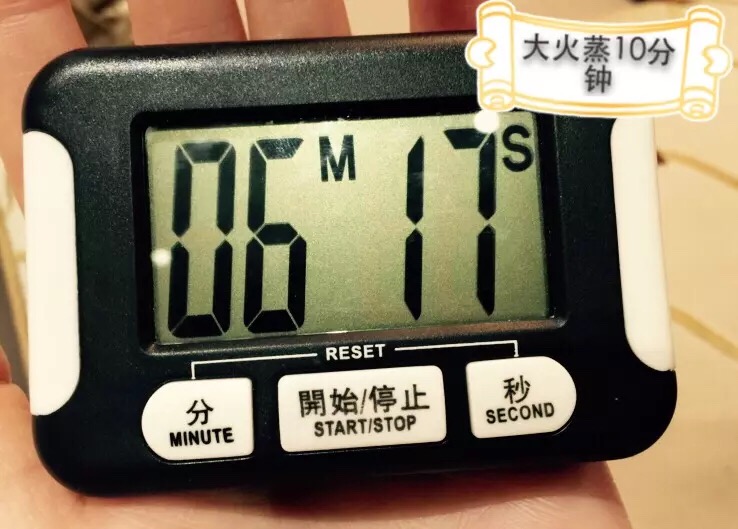 大火蒸10分
钟
06 M 17 S
RESET
分
MINUTE
開始/停止
START/STOP
秒
SECOND